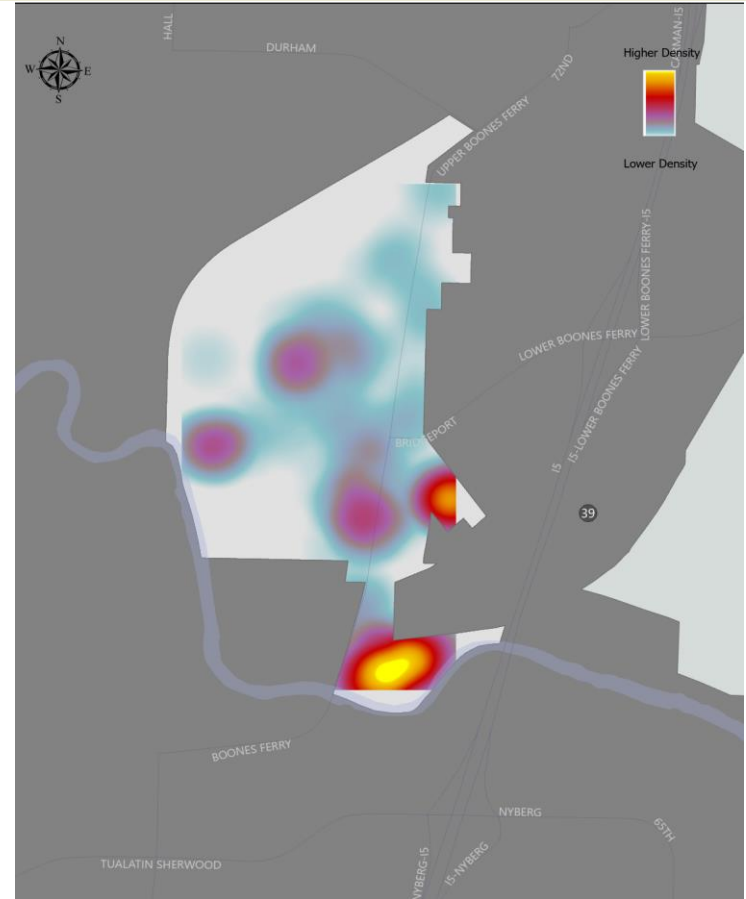 HALL
DURHAM
CARMAN-I5
N
W
E
S
Higher Density
72ND
UPPER BOONES FERRY
Lower Density
LOWER BOONES FERRY-I5
LOWER BOONES FERRY
I5-LOWER BOONES FERRY
BRIDGEPORT
I5
39
BOONES FERRY
NYBERG
65TH
TUALATIN SHERWOOD
NYBERG-I5
I5-NYBERG